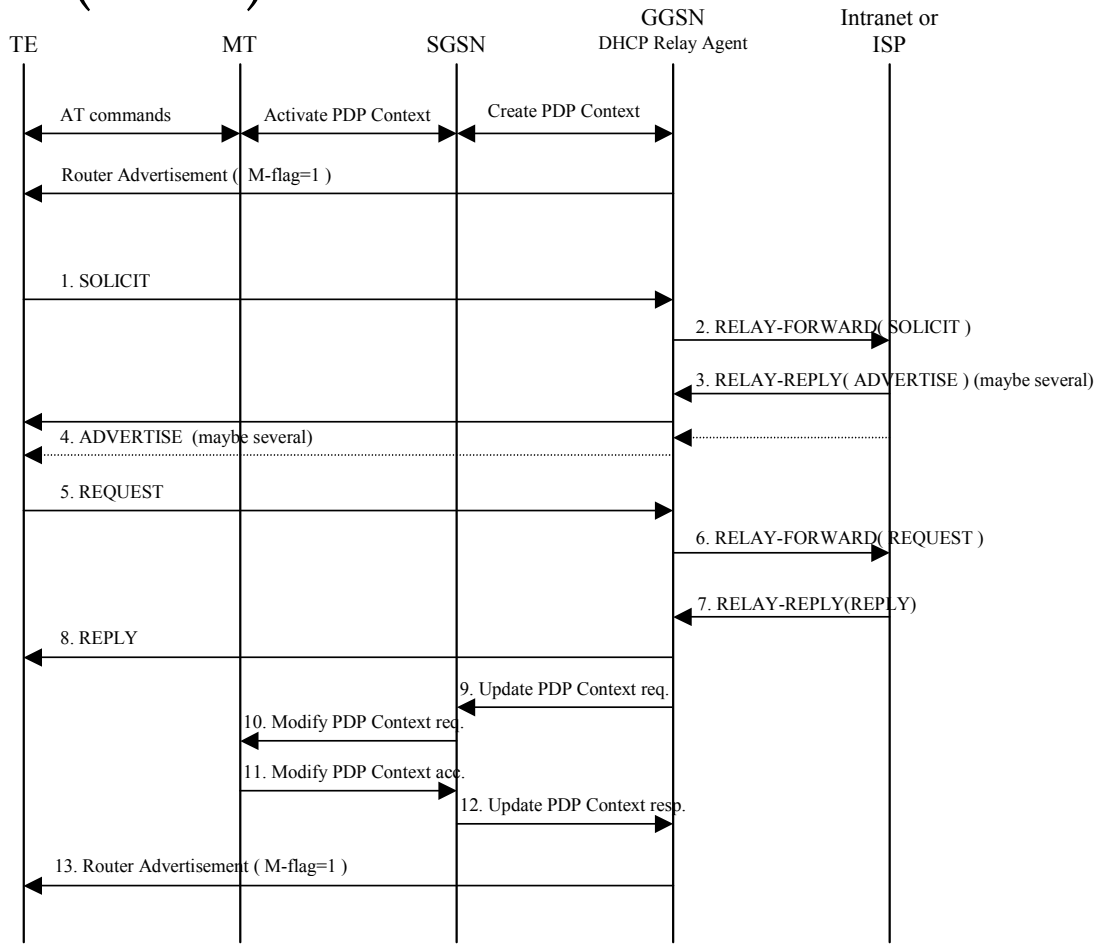 GGSN
Intranet or
TE
MT
SGSN
DHCP Relay Agent
ISP
AT commands
Activate PDP Context
Create PDP Context
Router Advertisement ( M-flag=1 )
1. SOLICIT
2. RELAY-FORWARD( SOLICIT )
3. RELAY-REPLY( ADVERTISE ) (maybe several)
4. ADVERTISE (maybe several)
5. REQUEST
6. RELAY-FORWARD( REQUEST )
7. RELAY-REPLY(REPLY)
8. REPLY
9. Update PDP Context req.
10. Modify PDP Context req.
11. Modify PDP Context acc.
12. Update PDP Context resp.
13. Router Advertisement ( M-flag=1 )